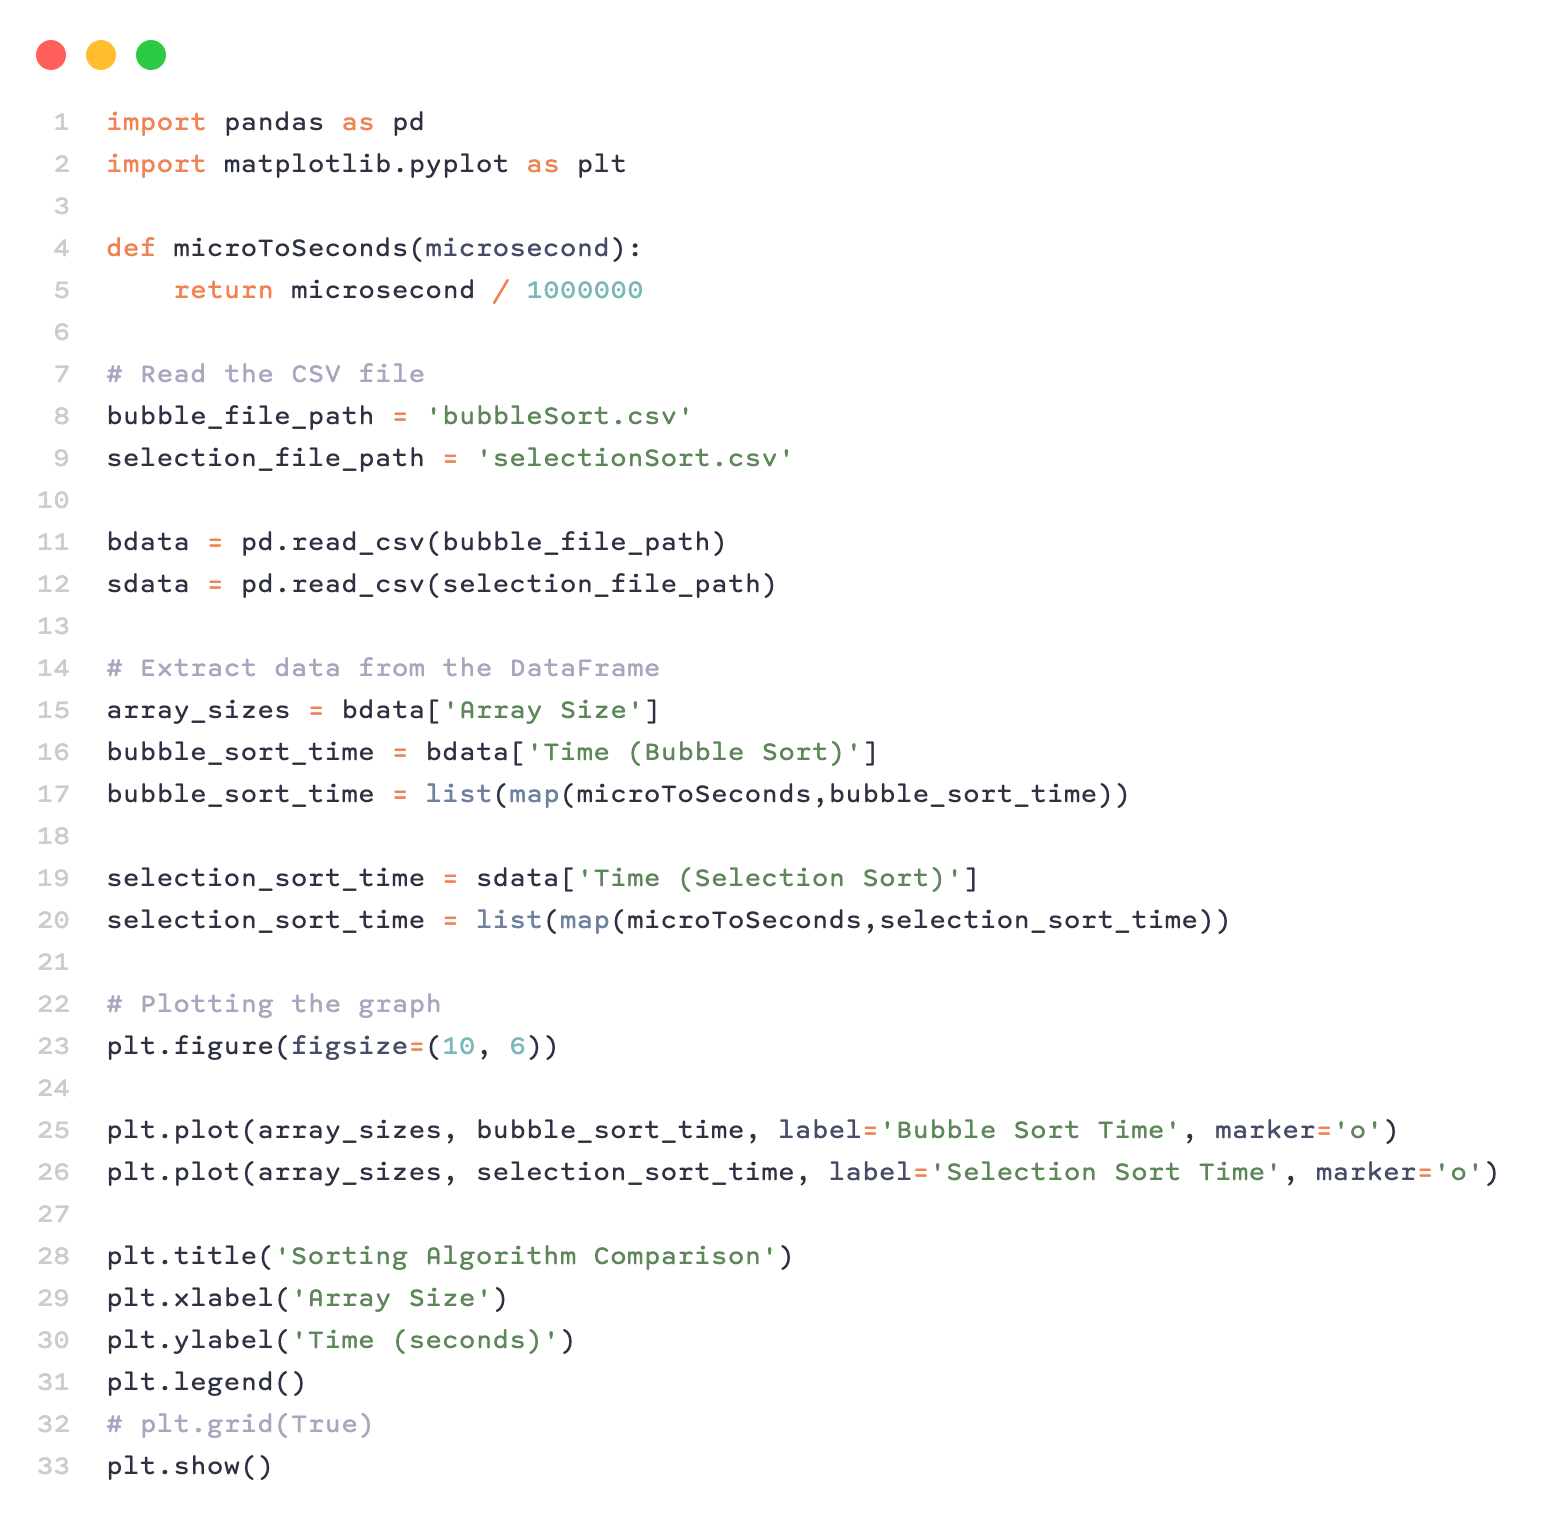 1 import pandas as pd
2 import matplotlib.pyplot as plt
3
4 def microToSeconds(microsecond):
5     return microsecond / 1000000
6
7 # Read the CSV file
8 bubble_file_path = 'bubbleSort.csv'
9 selection_file_path = 'selectionSort.csv'
10
11 bdata = pd.read_csv(bubble_file_path)
12 sdata = pd.read_csv(selection_file_path)
13
14 # Extract data from the DataFrame
15 array_sizes = bdata['Array Size']
16 bubble_sort_time = bdata['Time (Bubble Sort)']
17 bubble_sort_time = list(map(microToSeconds,bubble_sort_time))
18
19 selection_sort_time = sdata['Time (Selection Sort)']
20 selection_sort_time = list(map(microToSeconds,selection_sort_time))
21
22 # Plotting the graph
23 plt.figure(figsize=(10, 6))
24
25 plt.plot(array_sizes, bubble_sort_time, label='Bubble Sort Time', marker='o')
26 plt.plot(array_sizes, selection_sort_time, label='Selection Sort Time', marker='o')
27
28 plt.title('Sorting Algorithm Comparison')
29 plt.xlabel('Array Size')
30 plt.ylabel('Time (seconds)')
31 plt.legend()
32 # plt.grid(True)
33 plt.show()